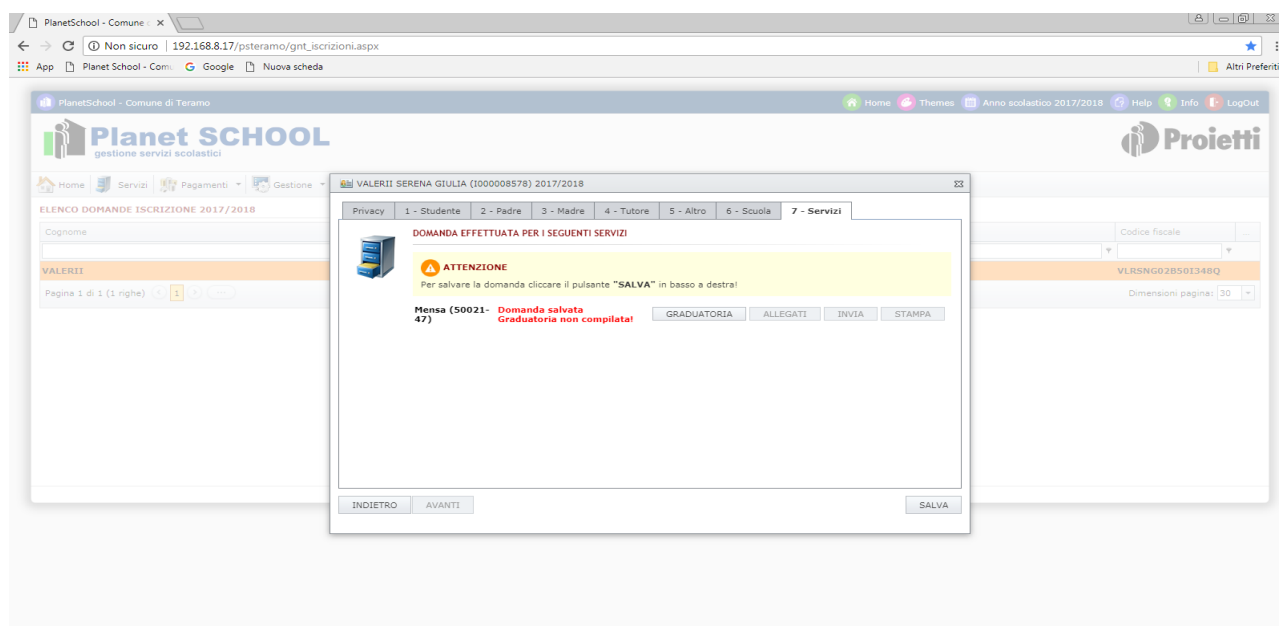 PlanetSchool - Comune
Non sicuro | 192.168.8.17/psteramo/gnt_iscrizioni.aspx
App Planet School - Com Google Nuova scheda Altri Preferiti
PlanetSchool - Comune di Teramo Home Themes Anno scolastico 2017/2018 Help Info LogOut
Planet SCHOOL Proietti
gestione servizi scolastici
Home Servizi Pagamenti Gestione
ELENCO DOMANDE ISCRIZIONE 2017/2018
Cognome Codice fiscale ...
VALERII VLRSNG02B50I348Q
Pagina 1 di 1 (1 righe) 1 Dimensioni pagina: 30
VALERII SERENA GIULIA (I000008578) 2017/2018
Privacy 1 - Studente 2 - Padre 3 - Madre 4 - Tutore 5 - Altro 6 - Scuola 7 - Servizi
DOMANDA EFFETTUATA PER I SEGUENTI SERVIZI
ATTENZIONE
Per salvare la domanda cliccare il pulsante "SALVA" in basso a destra!
Mensa (50021- Domanda salvata
47) Graduatoria non compilata!
GRADUATORIA ALLEGATI INVIA STAMPA
INDIETRO AVANTI SALVA